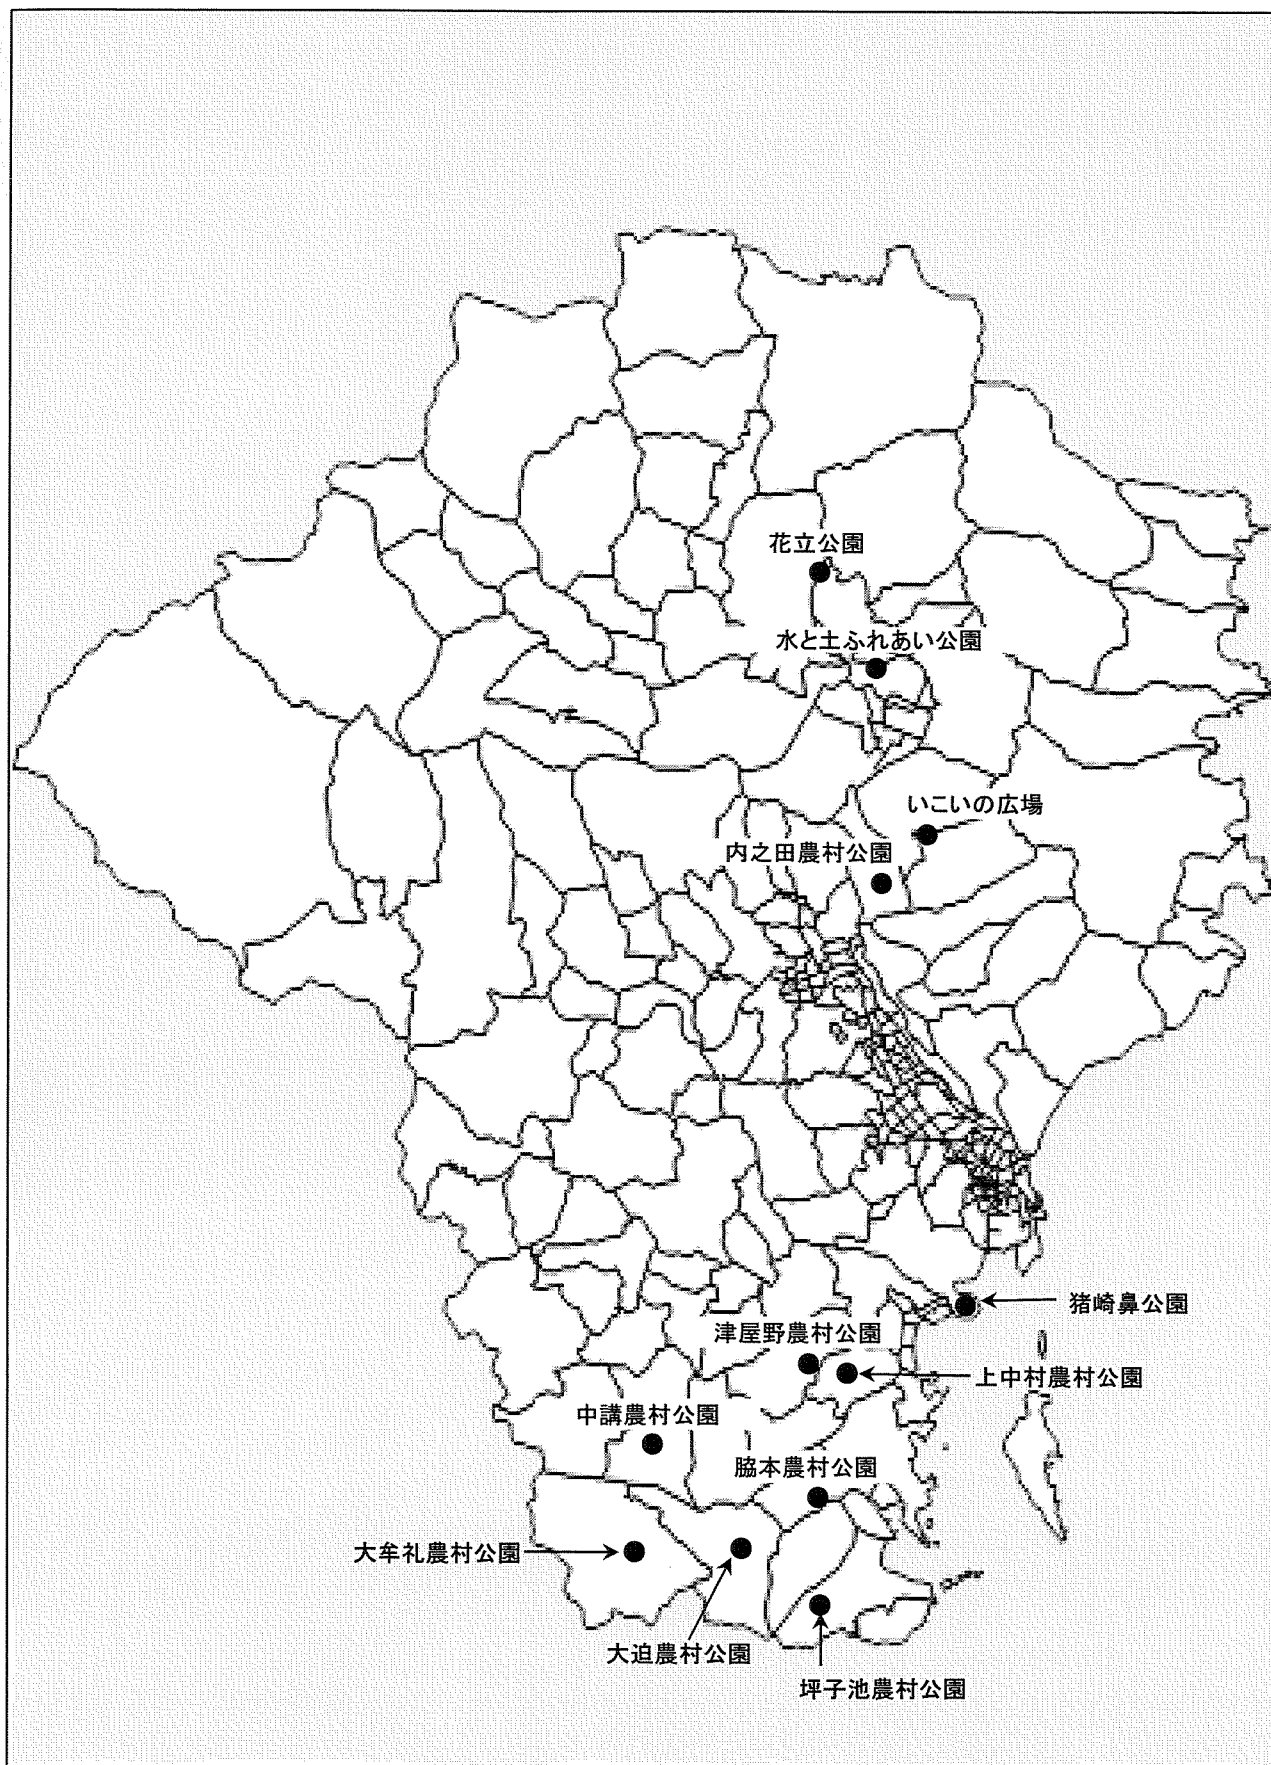 花立公園
水と土ふれあい公園
いこいの広場
内之田農村公園
猪崎鼻公園
津屋野農村公園
上中村農村公園
中講農村公園
脇本農村公園
大牟礼農村公園
大迫農村公園
坪子池農村公園